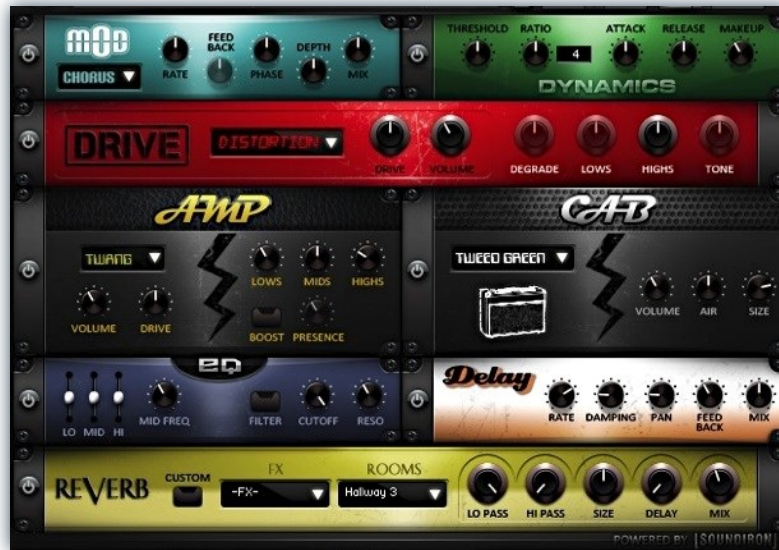 MOD
CHORUS
RATE
FEED
BACK
PHASE
DEPTH
MIX
THRESHOLD RATIO 4 ATTACK RELEASE MAKEUP
DYNAMICS
DRIVE
DISTORTION
DRIVE VOLUME DEGRADE LOWS HIGHS TONE
AMP
TWANG
LOWS MIDS HIGHS
VOLUME DRIVE
BOOST PRESENCE
CAB
TWEED GREEN
VOLUME AIR SIZE
EQ
LO MID HI
MID FREQ FILTER CUTOFF RESO
Delay
RATE DAMPING PAN FEED
BACK MIX
REVERB
CUSTOM
FX
-FX-
ROOMS
Hallway 3
LO PASS HI PASS SIZE DELAY MIX
POWERED BY |SOUNDIRON|